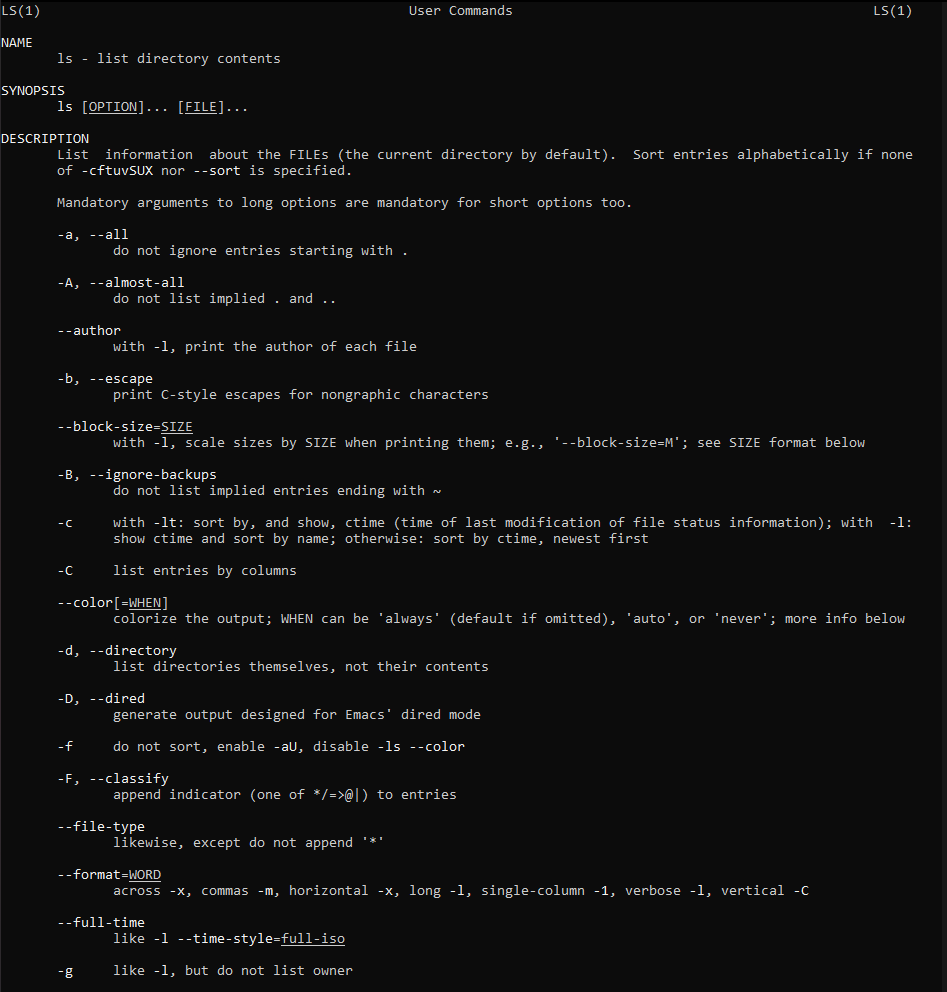 LS(1) User Commands LS(1)
NAME
ls - list directory contents
SYNOPSIS
ls [OPTION]... [FILE]...
DESCRIPTION
List information about the FILEs (the current directory by default). Sort entries alphabetically if none
of -cftuvSUX nor --sort is specified.
Mandatory arguments to long options are mandatory for short options too.
-a, --all
do not ignore entries starting with .
-A, --almost-all
do not list implied . and ..
--author
with -l, print the author of each file
-b, --escape
print C-style escapes for nongraphic characters
--block-size=SIZE
with -l, scale sizes by SIZE when printing them; e.g., '--block-size=M'; see SIZE format below
-B, --ignore-backups
do not list implied entries ending with ~
-c with -lt: sort by, and show, ctime (time of last modification of file status information); with -l:
show ctime and sort by name; otherwise: sort by ctime, newest first
-C list entries by columns
--color[=WHEN]
colorize the output; WHEN can be 'always' (default if omitted), 'auto', or 'never'; more info below
-d, --directory
list directories themselves, not their contents
-D, --dired
generate output designed for Emacs' dired mode
-f do not sort, enable -aU, disable -ls --color
-F, --classify
append indicator (one of */=>@|) to entries
--file-type
likewise, except do not append '*'
--format=WORD
across -x, commas -m, horizontal -x, long -l, single-column -1, verbose -l, vertical -C
--full-time
like -l --time-style=full-iso
-g like -l, but do not list owner